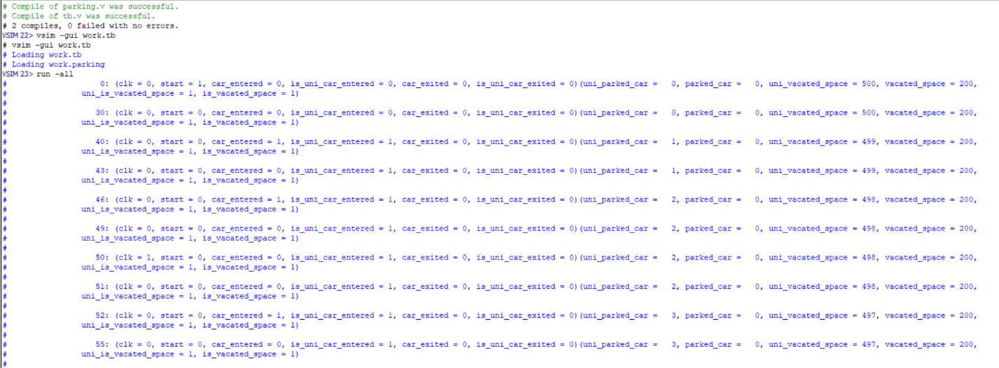 # Compile of parking.v was successful.
# Compile of tb.v was successful.
# 2 compiles, 0 failed with no errors.
VSIM 22> vsim -gui work.tb
# vsim -gui work.tb
# Loading work.tb
# Loading work.parking
VSIM 23> run -all
# 0: (clk = 0, start = 1, car_entered = 0, is_uni_car_entered = 0, car_exited = 0, is_uni_car_exited = 0)(uni_parked_car = 0, parked_car = 0, uni_vacated_space = 500, vacated_space = 200,
# uni_is_vacated_space = 1, is_vacated_space = 1)
#
# 30: (clk = 0, start = 0, car_entered = 0, is_uni_car_entered = 0, car_exited = 0, is_uni_car_exited = 0)(uni_parked_car = 0, parked_car = 0, uni_vacated_space = 500, vacated_space = 200,
# uni_is_vacated_space = 1, is_vacated_space = 1)
#
# 40: (clk = 0, start = 0, car_entered = 1, is_uni_car_entered = 1, car_exited = 0, is_uni_car_exited = 0)(uni_parked_car = 1, parked_car = 0, uni_vacated_space = 499, vacated_space = 200,
# uni_is_vacated_space = 1, is_vacated_space = 1)
#
# 43: (clk = 0, start = 0, car_entered = 0, is_uni_car_entered = 1, car_exited = 0, is_uni_car_exited = 0)(uni_parked_car = 1, parked_car = 0, uni_vacated_space = 499, vacated_space = 200,
# uni_is_vacated_space = 1, is_vacated_space = 1)
#
# 46: (clk = 0, start = 0, car_entered = 1, is_uni_car_entered = 1, car_exited = 0, is_uni_car_exited = 0)(uni_parked_car = 2, parked_car = 0, uni_vacated_space = 498, vacated_space = 200,
# uni_is_vacated_space = 1, is_vacated_space = 1)
#
# 49: (clk = 0, start = 0, car_entered = 0, is_uni_car_entered = 1, car_exited = 0, is_uni_car_exited = 0)(uni_parked_car = 2, parked_car = 0, uni_vacated_space = 498, vacated_space = 200,
# uni_is_vacated_space = 1, is_vacated_space = 1)
#
# 50: (clk = 1, start = 0, car_entered = 0, is_uni_car_entered = 1, car_exited = 0, is_uni_car_exited = 0)(uni_parked_car = 2, parked_car = 0, uni_vacated_space = 498, vacated_space = 200,
# uni_is_vacated_space = 1, is_vacated_space = 1)
#
# 51: (clk = 0, start = 0, car_entered = 0, is_uni_car_entered = 1, car_exited = 0, is_uni_car_exited = 0)(uni_parked_car = 2, parked_car = 0, uni_vacated_space = 498, vacated_space = 200,
# uni_is_vacated_space = 1, is_vacated_space = 1)
#
# 52: (clk = 0, start = 0, car_entered = 1, is_uni_car_entered = 1, car_exited = 0, is_uni_car_exited = 0)(uni_parked_car = 3, parked_car = 0, uni_vacated_space = 497, vacated_space = 200,
# uni_is_vacated_space = 1, is_vacated_space = 1)
#
# 55: (clk = 0, start = 0, car_entered = 0, is_uni_car_entered = 1, car_exited = 0, is_uni_car_exited = 0)(uni_parked_car = 3, parked_car = 0, uni_vacated_space = 497, vacated_space = 200,
# uni_is_vacated_space = 1, is_vacated_space = 1)
#